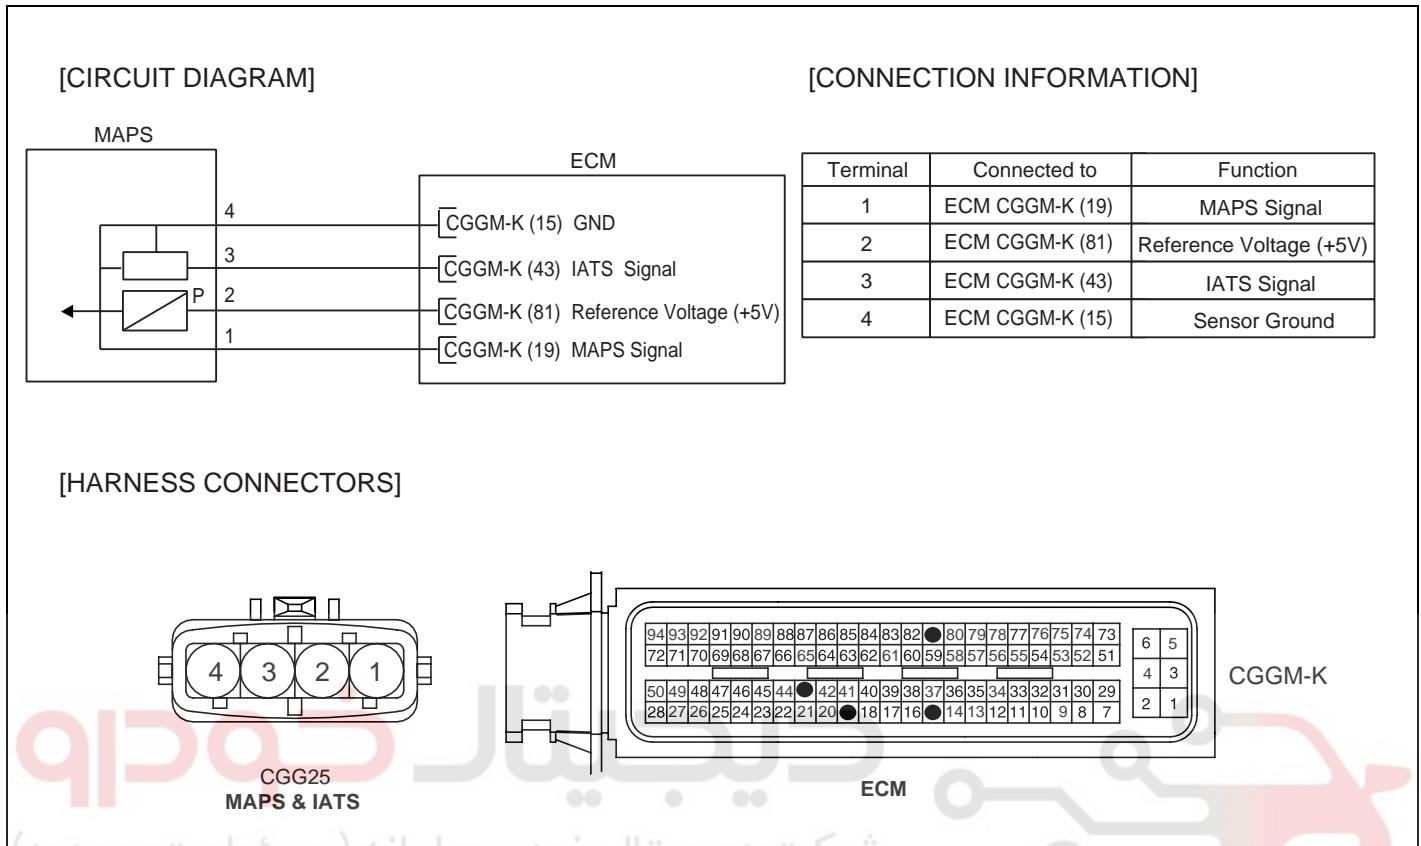 [CIRCUIT DIAGRAM]
[CONNECTION INFORMATION]
MAPS
ECM
4
3
2
1
P
CGGM-K (15) GND
CGGM-K (43) IATS Signal
CGGM-K (81) Reference Voltage (+5V)
CGGM-K (19) MAPS Signal
Terminal Connected to Function
1 ECM CGGM-K (19) MAPS Signal
2 ECM CGGM-K (81) Reference Voltage (+5V)
3 ECM CGGM-K (43) IATS Signal
4 ECM CGGM-K (15) Sensor Ground
[HARNESS CONNECTORS]
4 3 2 1
CGG25
MAPS & IATS
94 93 92 91 90 89 88 87 86 85 84 83 82 80 79 78 77 76 75 74 73
72 71 70 69 68 67 66 65 64 63 62 61 60 59 58 57 56 55 54 53 52 51
50 49 48 47 46 45 44 42 41 40 39 38 37 36 35 34 33 32 31 30 29
28 27 26 25 24 23 22 21 20 18 17 16 14 13 12 11 10 9 8 7
6 5
4 3
2 1
CGGM-K
ECM
دیجیتال خودرو